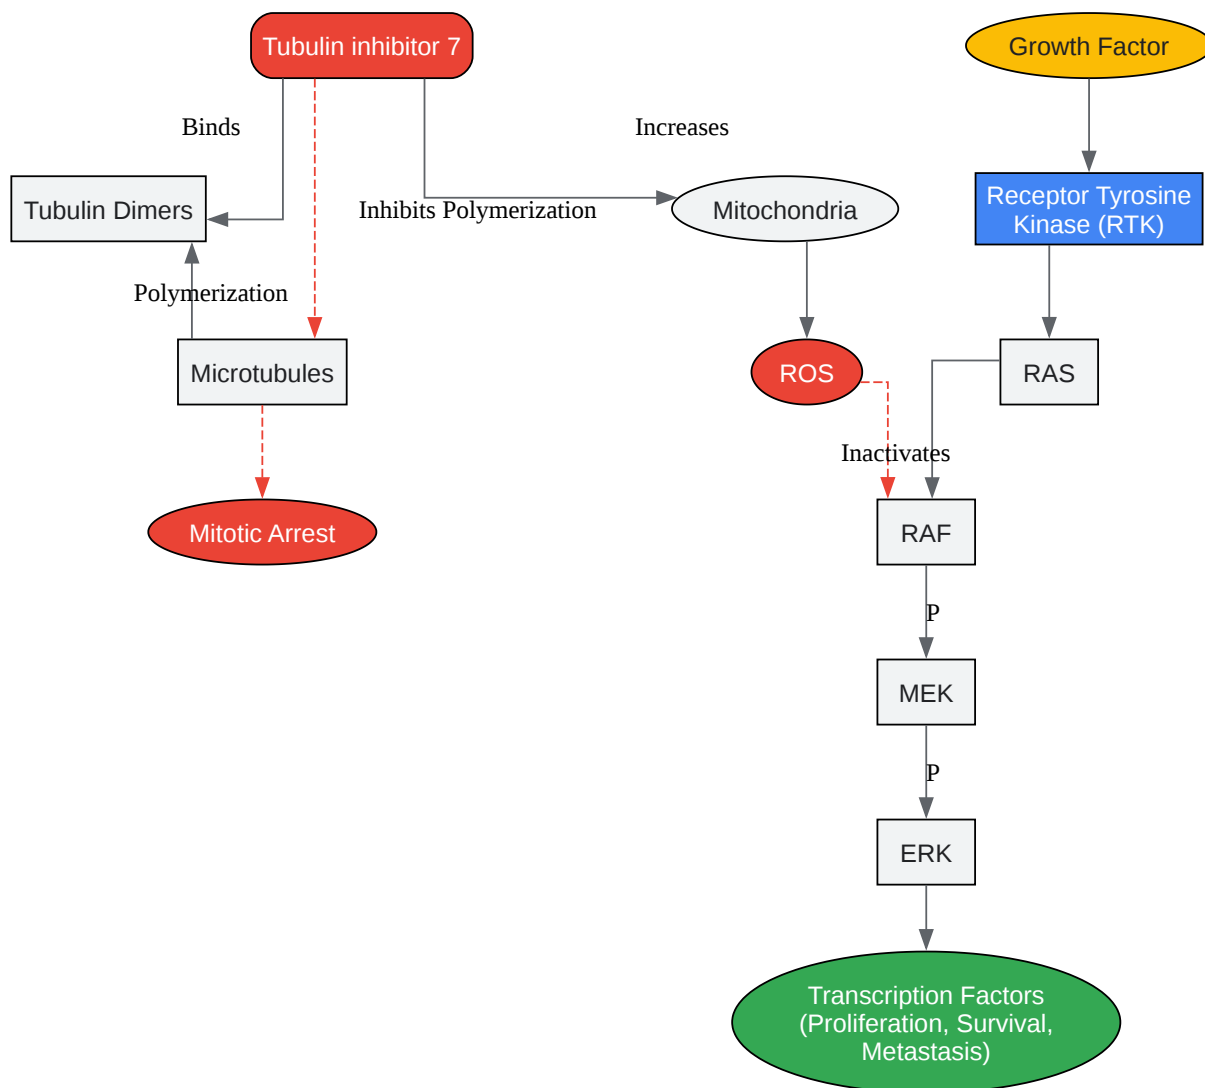 Tubulin inhibitor 7
Growth Factor
Binds
Increases
Tubulin Dimers
Inhibits Polymerization
Mitochondria
Receptor Tyrosine
Kinase (RTK)
Polymerization
Microtubules
ROS
RAS
Inactivates
Mitotic Arrest
RAF
P
MEK
P
ERK
Transcription Factors
(Proliferation, Survival,
Metastasis)